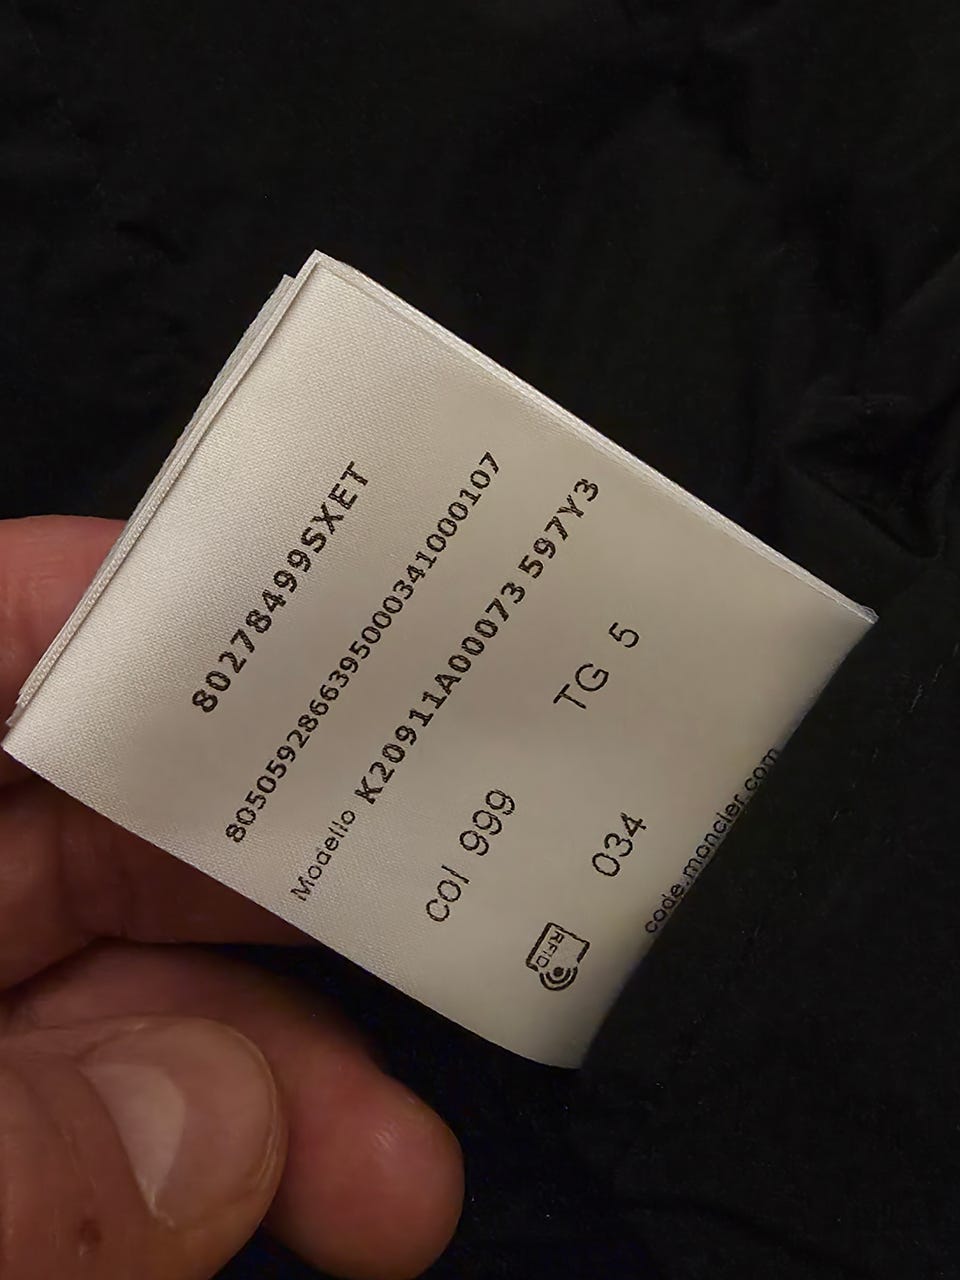 80278499SXET
8050592866395000341000107
Modello K20911A00073 597Y3
col 999 TG 5
034
RFID
code.moncler.com